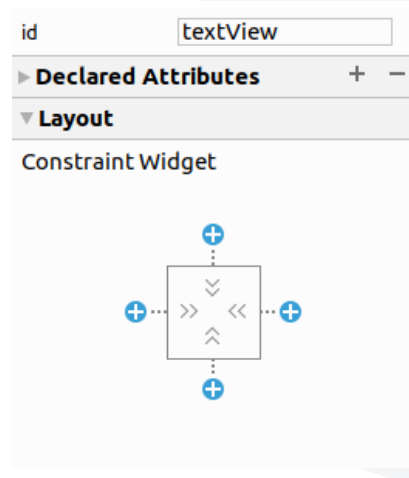 id textView
Declared Attributes + −
Layout
Constraint Widget